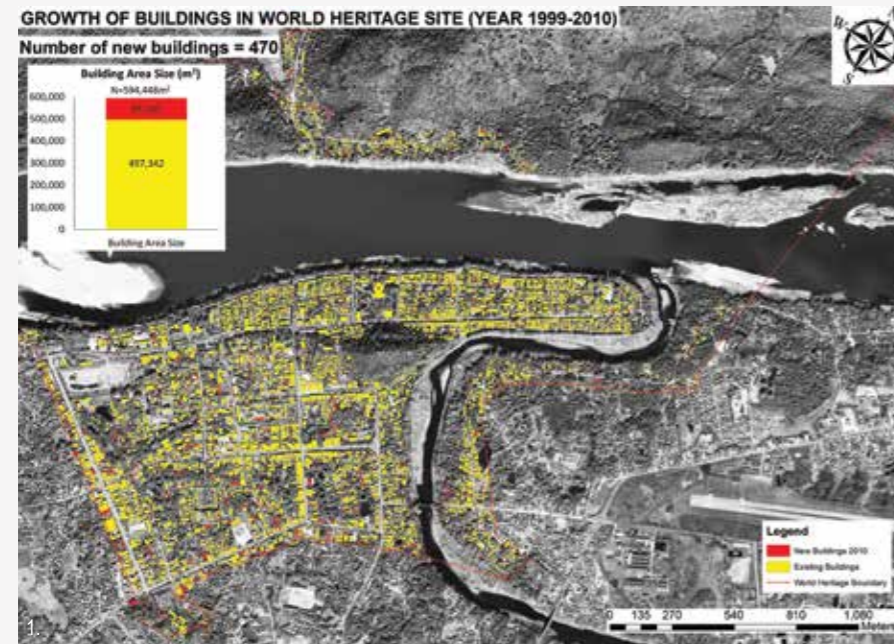 GROWTH OF BUILDINGS IN WORLD HERITAGE SITE (YEAR 1999-2010)
Number of new buildings = 470
Building Area Size (m²)
N=594,448m²
600,000
500,000
400,000
300,000
200,000
100,000
0
497,342
Building Area Size
W
S
Legend
New Buildings 2010
Existing Buildings
World Heritage Boundary
0 135 270 540 810 1,080
Meters
1.